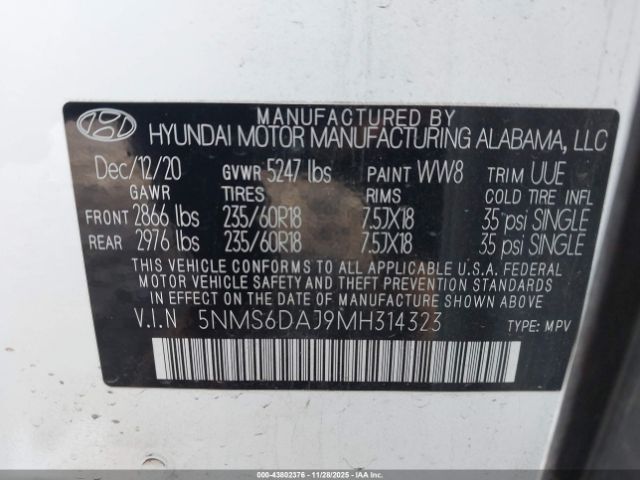 MANUFACTURED BY
HYUNDAI MOTOR MANUFACTURING ALABAMA, LLC
Dec/12/20 GVWR 5247 lbs PAINT WW8 TRIM UUE
GAWR TIRES RIMS COLD TIRE INFL
FRONT 2866 lbs 235/60R18 7.5JX18 35 psi SINGLE
REAR 2976 lbs 235/60R18 7.5JX18 35 psi SINGLE
THIS VEHICLE CONFORMS TO ALL APPLICABLE U.S.A. FEDERAL
MOTOR VEHICLE SAFETY AND THEFT PREVENTION STANDARDS
IN EFFECT ON THE DATE OF MANUFACTURE SHOWN ABOVE.
V.I.N 5NMS6DAJ9MH314323 TYPE: MPV
000-43802376 - 11/28/2025 - IAAI.COM